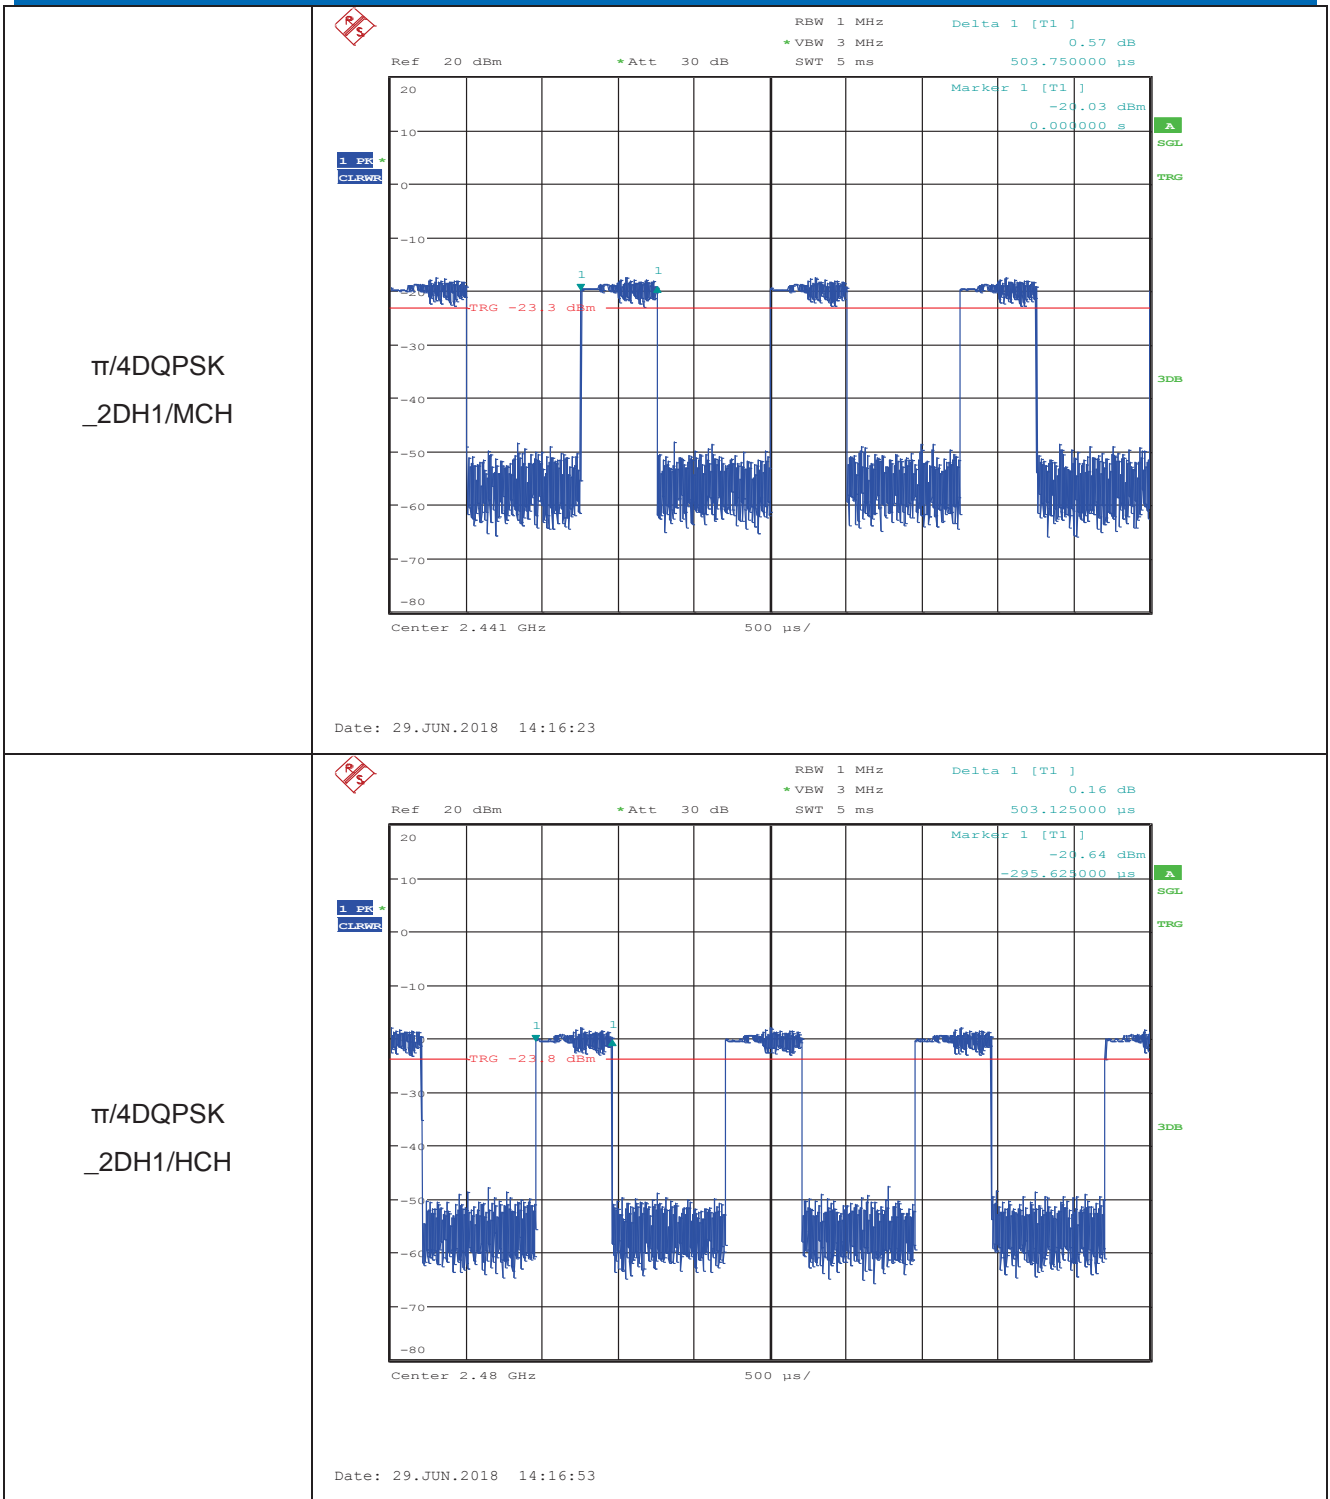 π/4DQPSK
_2DH1/MCH
R S
RBW 1 MHz
Delta 1 [T1 ]
*VBW 3 MHz
0.57 dB
Ref 20 dBm
*Att 30 dB
SWT 5 ms
503.750000 µs
20
Marker 1 [T1 ]
-20.03 dBm
0.000000 s
A
10
SGL
1 PK *
CLRWR
TRG
0
-10
1
1
-20
TRG -23.3 dBm
-30
3DB
-40
-50
-60
-70
-80
Center 2.441 GHz
500 µs/
Date: 29.JUN.2018 14:16:23
π/4DQPSK
_2DH1/HCH
R S
RBW 1 MHz
Delta 1 [T1 ]
*VBW 3 MHz
0.16 dB
Ref 20 dBm
*Att 30 dB
SWT 5 ms
503.125000 µs
20
Marker 1 [T1 ]
-20.64 dBm
-295.625000 µs
A
10
SGL
1 PK *
CLRWR
TRG
0
-10
1
1
TRG -23.8 dBm
-30
3DB
-40
-50
-60
-70
-80
Center 2.48 GHz
500 µs/
Date: 29.JUN.2018 14:16:53